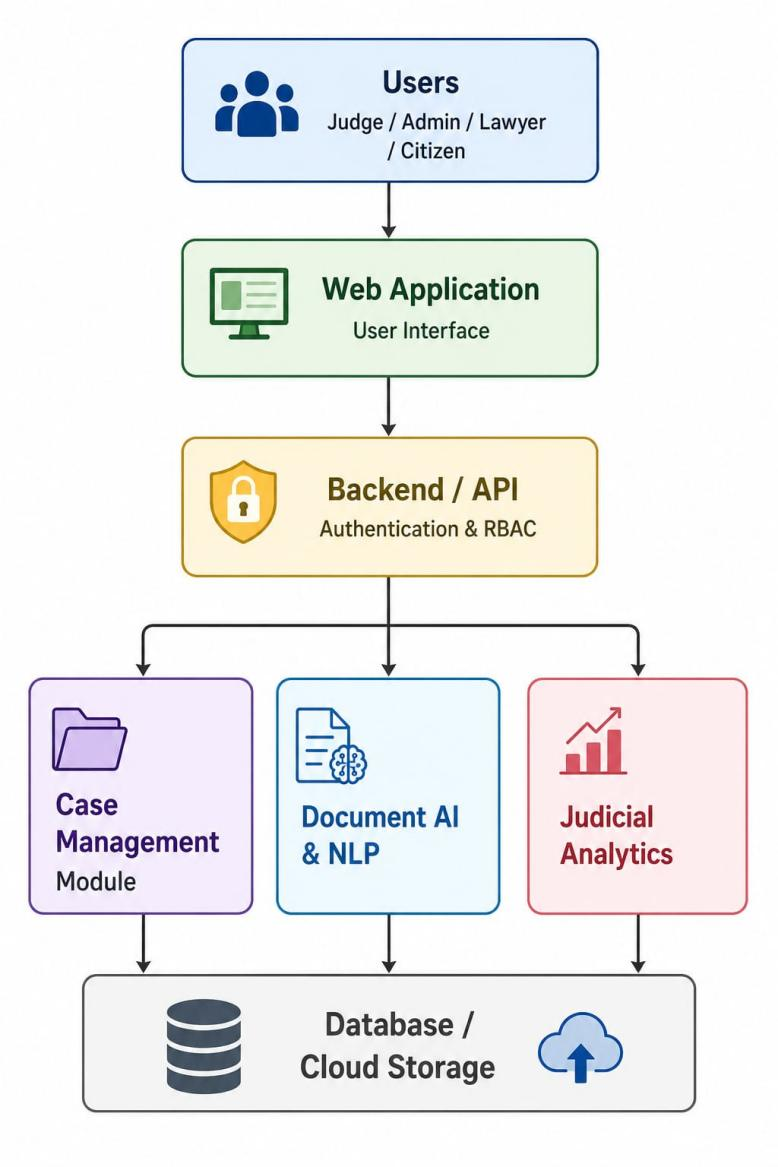 Users
Judge / Admin / Lawyer
/ Citizen
Web Application
User Interface
Backend / API
Authentication & RBAC
Case
Management
Module
Document AI
& NLP
Judicial
Analytics
Database /
Cloud Storage